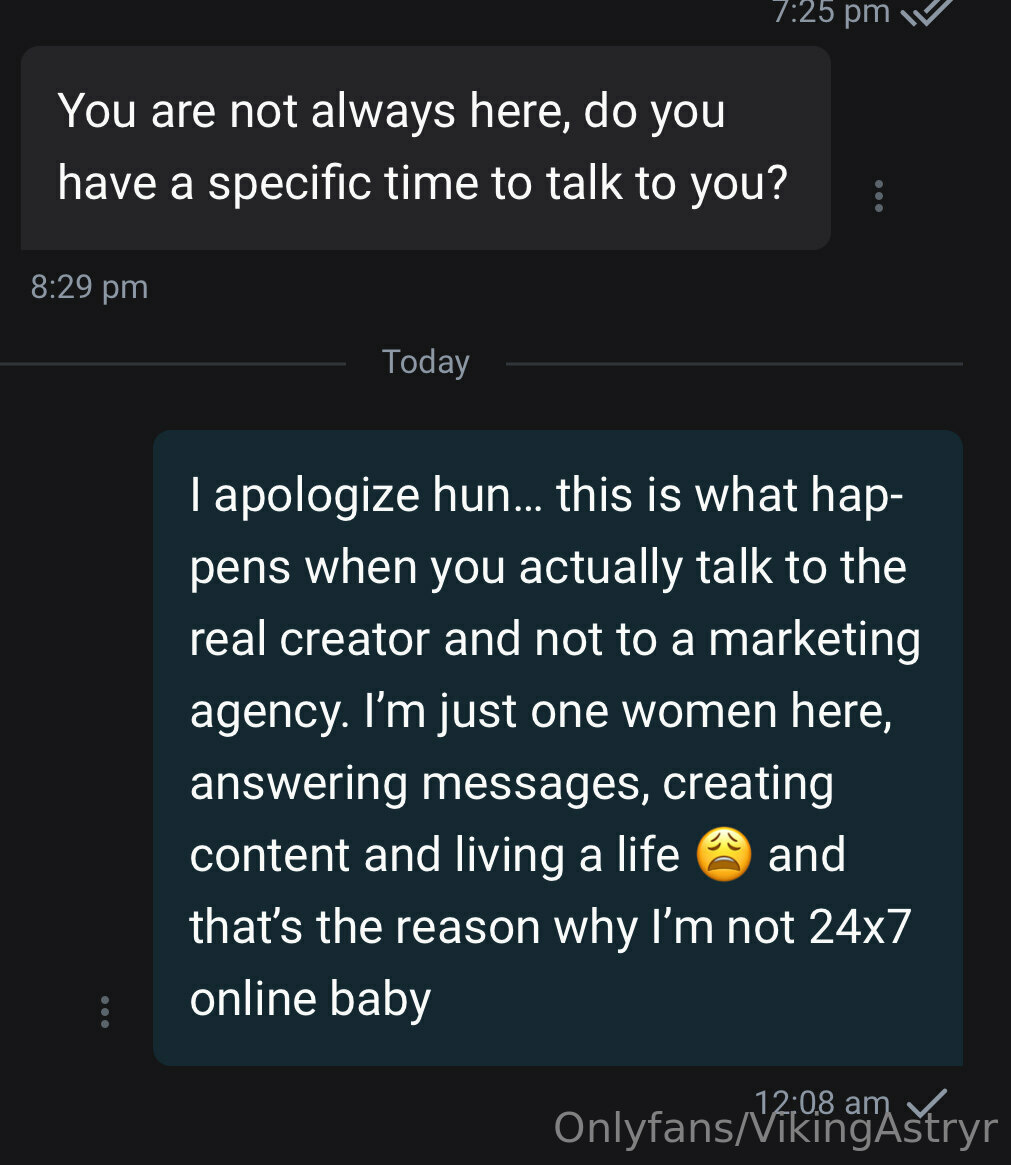 7:25 pm
You are not always here, do you
have a specific time to talk to you?
8:29 pm
Today
I apologize hun... this is what hap-
pens when you actually talk to the
real creator and not to a marketing
agency. I’m just one women here,
answering messages, creating
content and living a life 😩 and
that’s the reason why I’m not 24x7
online baby
12:08 am
Onlyfans/VikingAstryr